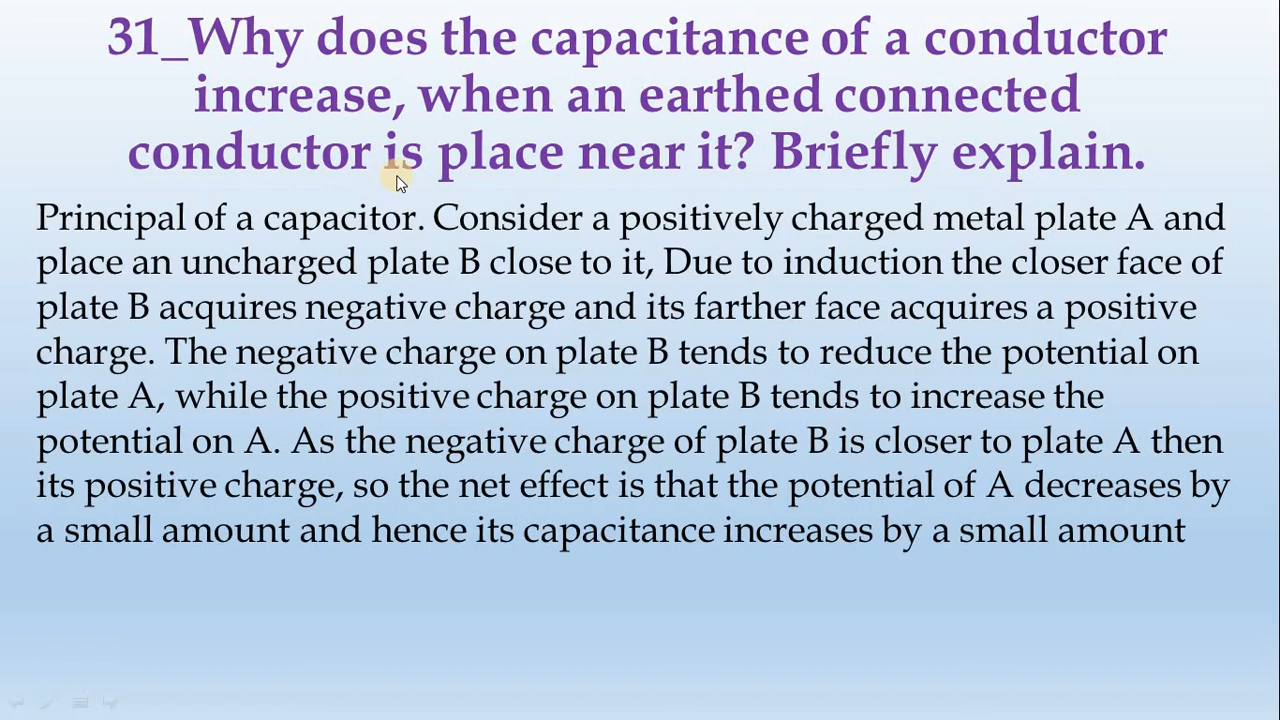 31_Why does the capacitance of a conductor
increase, when an earthed connected
conductor is place near it? Briefly explain.
Principal of a capacitor. Consider a positively charged metal plate A and
place an uncharged plate B close to it, Due to induction the closer face of
plate B acquires negative charge and its farther face acquires a positive
charge. The negative charge on plate B tends to reduce the potential on
plate A, while the positive charge on plate B tends to increase the
potential on A. As the negative charge of plate B is closer to plate A then
its positive charge, so the net effect is that the potential of A decreases by
a small amount and hence its capacitance increases by a small amount